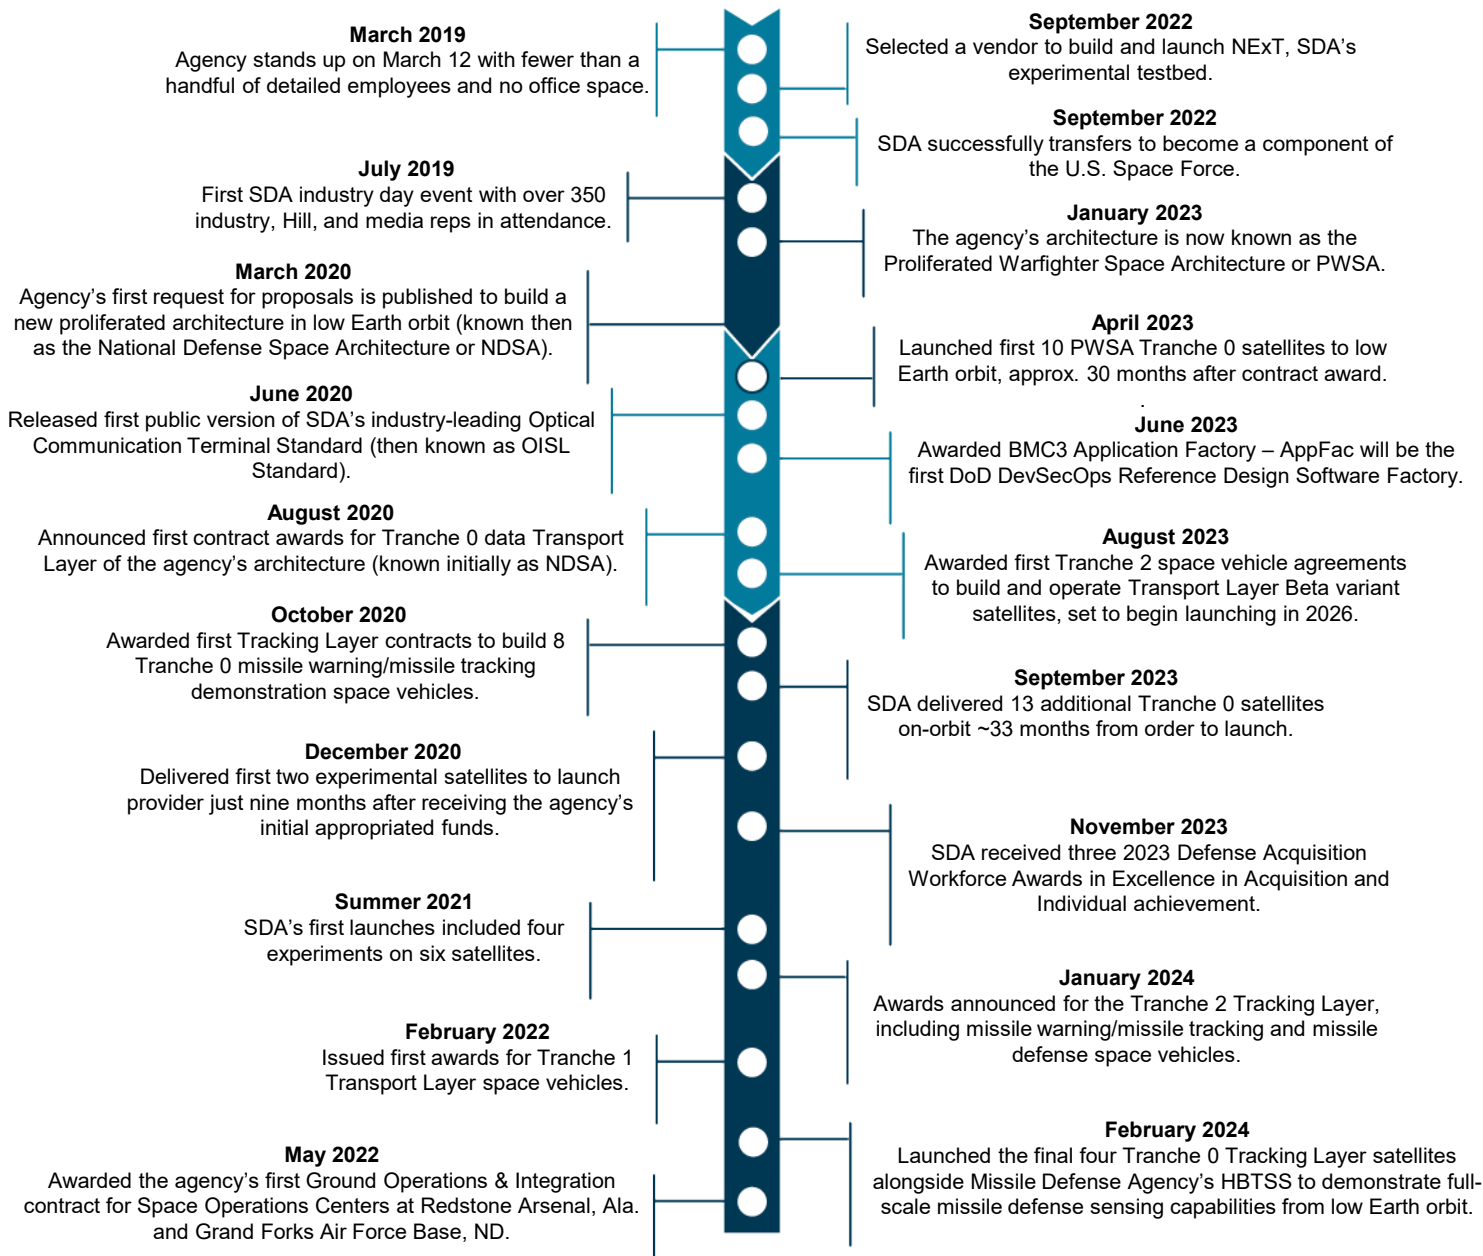 March 2019
Agency stands up on March 12 with fewer than a
handful of detailed employees and no office space.
July 2019
First SDA industry day event with over 350
industry, Hill, and media reps in attendance.
March 2020
Agency’s first request for proposals is published to build a
new proliferated architecture in low Earth orbit (known then
as the National Defense Space Architecture or NDSA).
June 2020
Released first public version of SDA’s industry-leading Optical
Communication Terminal Standard (then known as OISL
Standard).
August 2020
Announced first contract awards for Tranche 0 data Transport
Layer of the agency’s architecture (known initially as NDSA).
October 2020
Awarded first Tracking Layer contracts to build 8
Tranche 0 missile warning/missile tracking
demonstration space vehicles.
December 2020
Delivered first two experimental satellites to launch
provider just nine months after receiving the agency’s
initial appropriated funds.
Summer 2021
SDA’s first launches included four
experiments on six satellites.
February 2022
Issued first awards for Tranche 1
Transport Layer space vehicles.
May 2022
Awarded the agency’s first Ground Operations & Integration
contract for Space Operations Centers at Redstone Arsenal, Ala.
and Grand Forks Air Force Base, ND.
September 2022
Selected a vendor to build and launch NExT, SDA’s
experimental testbed.
September 2022
SDA successfully transfers to become a component of
the U.S. Space Force.
January 2023
The agency’s architecture is now known as the
Proliferated Warfighter Space Architecture or PWSA.
April 2023
Launched first 10 PWSA Tranche 0 satellites to low
Earth orbit, approx. 30 months after contract award.
.
June 2023
Awarded BMC3 Application Factory – AppFac will be the
first DoD DevSecOps Reference Design Software Factory.
August 2023
Awarded first Tranche 2 space vehicle agreements
to build and operate Transport Layer Beta variant
satellites, set to begin launching in 2026.
September 2023
SDA delivered 13 additional Tranche 0 satellites
on-orbit ~33 months from order to launch.
November 2023
SDA received three 2023 Defense Acquisition
Workforce Awards in Excellence in Acquisition and
Individual achievement.
January 2024
Awards announced for the Tranche 2 Tracking Layer,
including missile warning/missile tracking and missile
defense space vehicles.
February 2024
Launched the final four Tranche 0 Tracking Layer satellites
alongside Missile Defense Agency’s HBTSS to demonstrate full-
scale missile defense sensing capabilities from low Earth orbit.